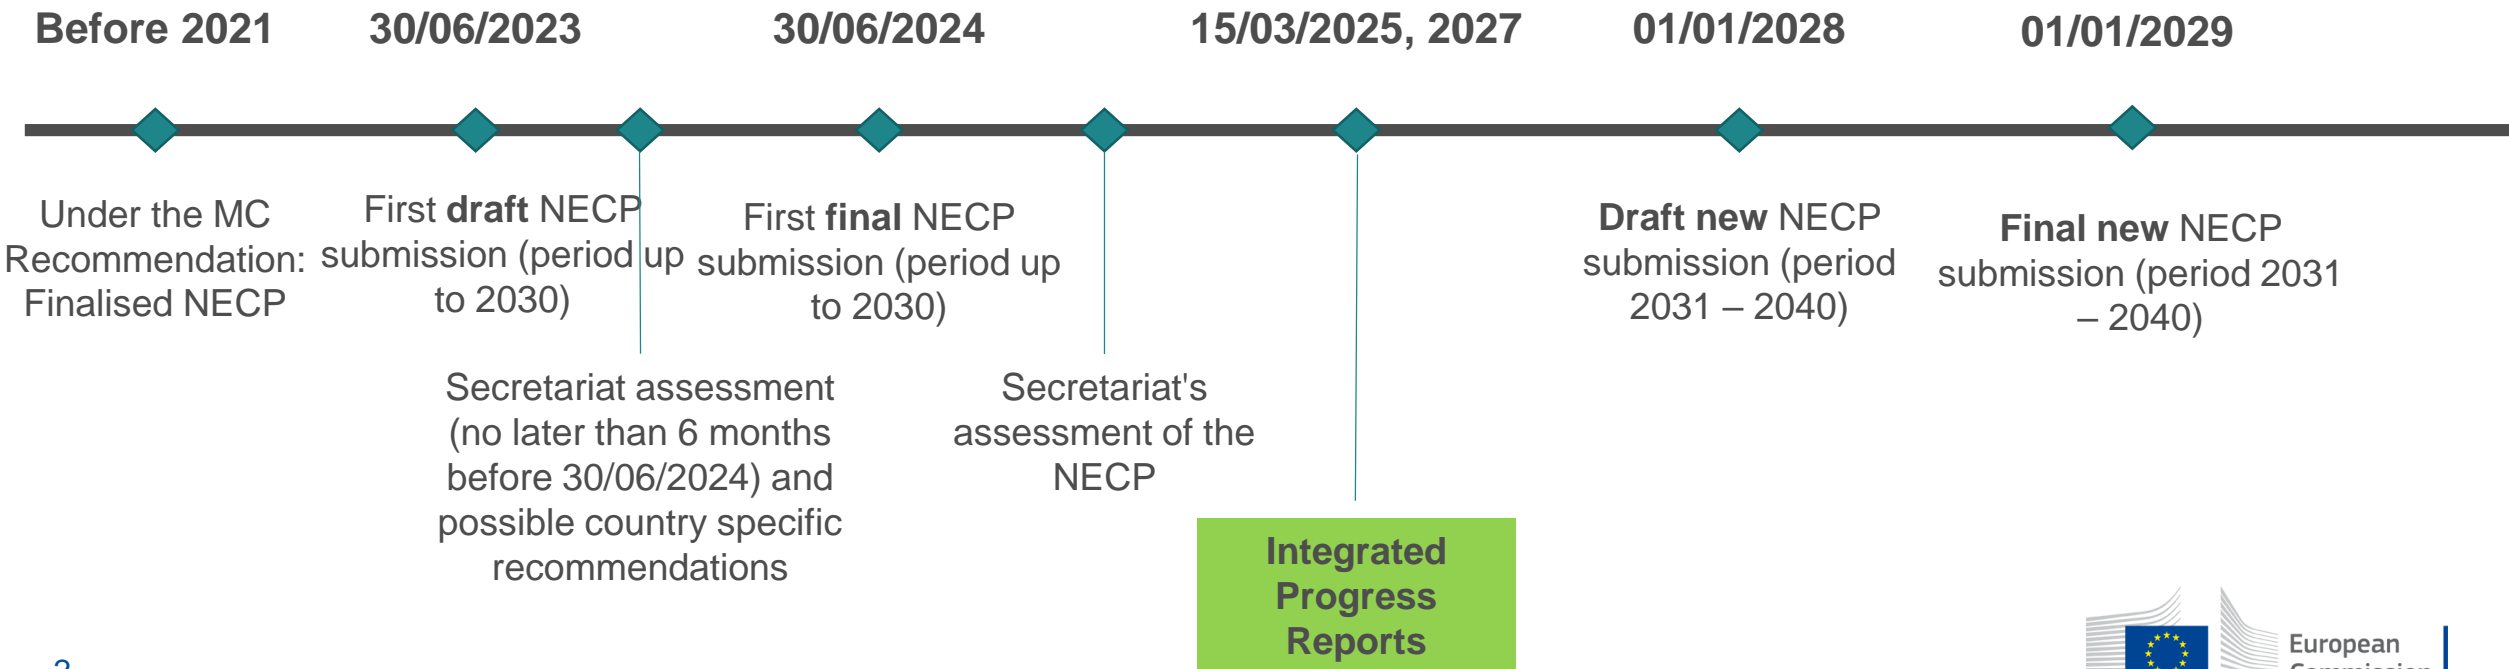 Before 2021
30/06/2023
30/06/2024
15/03/2025, 2027
01/01/2028
01/01/2029
Under the MC
Recommendation:
Finalised NECP
First draft NECP
submission (period up
to 2030)
First final NECP
submission (period up
to 2030)
Draft new NECP
submission (period
2031 – 2040)
Final new NECP
submission (period 2031
– 2040)
Secretariat assessment
(no later than 6 months
before 30/06/2024) and
possible country specific
recommendations
Secretariat's
assessment of the
NECP
Integrated
Progress
Reports
European
Commission